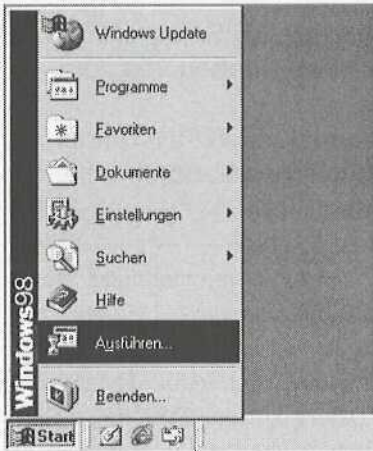 Windows Update
Programme
Favoriten
Dokumente
Einstellungen
Suchen
Hilfe
Ausführen...
Beenden...
Windows98
Start